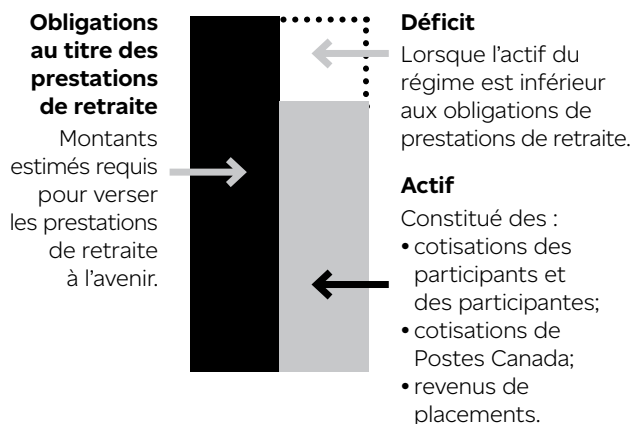 Obligations
au titre des
prestations
de retraite
Montants
estimés requis
pour verser
les prestations
de retraite
à l'avenir.
Déficit
Lorsque l'actif du
régime est inférieur
aux obligations de
prestations de retraite.
Actif
Constitué des :
• cotisations des
participants et
des participantes;
• cotisations de
Postes Canada;
• revenus de
placements.